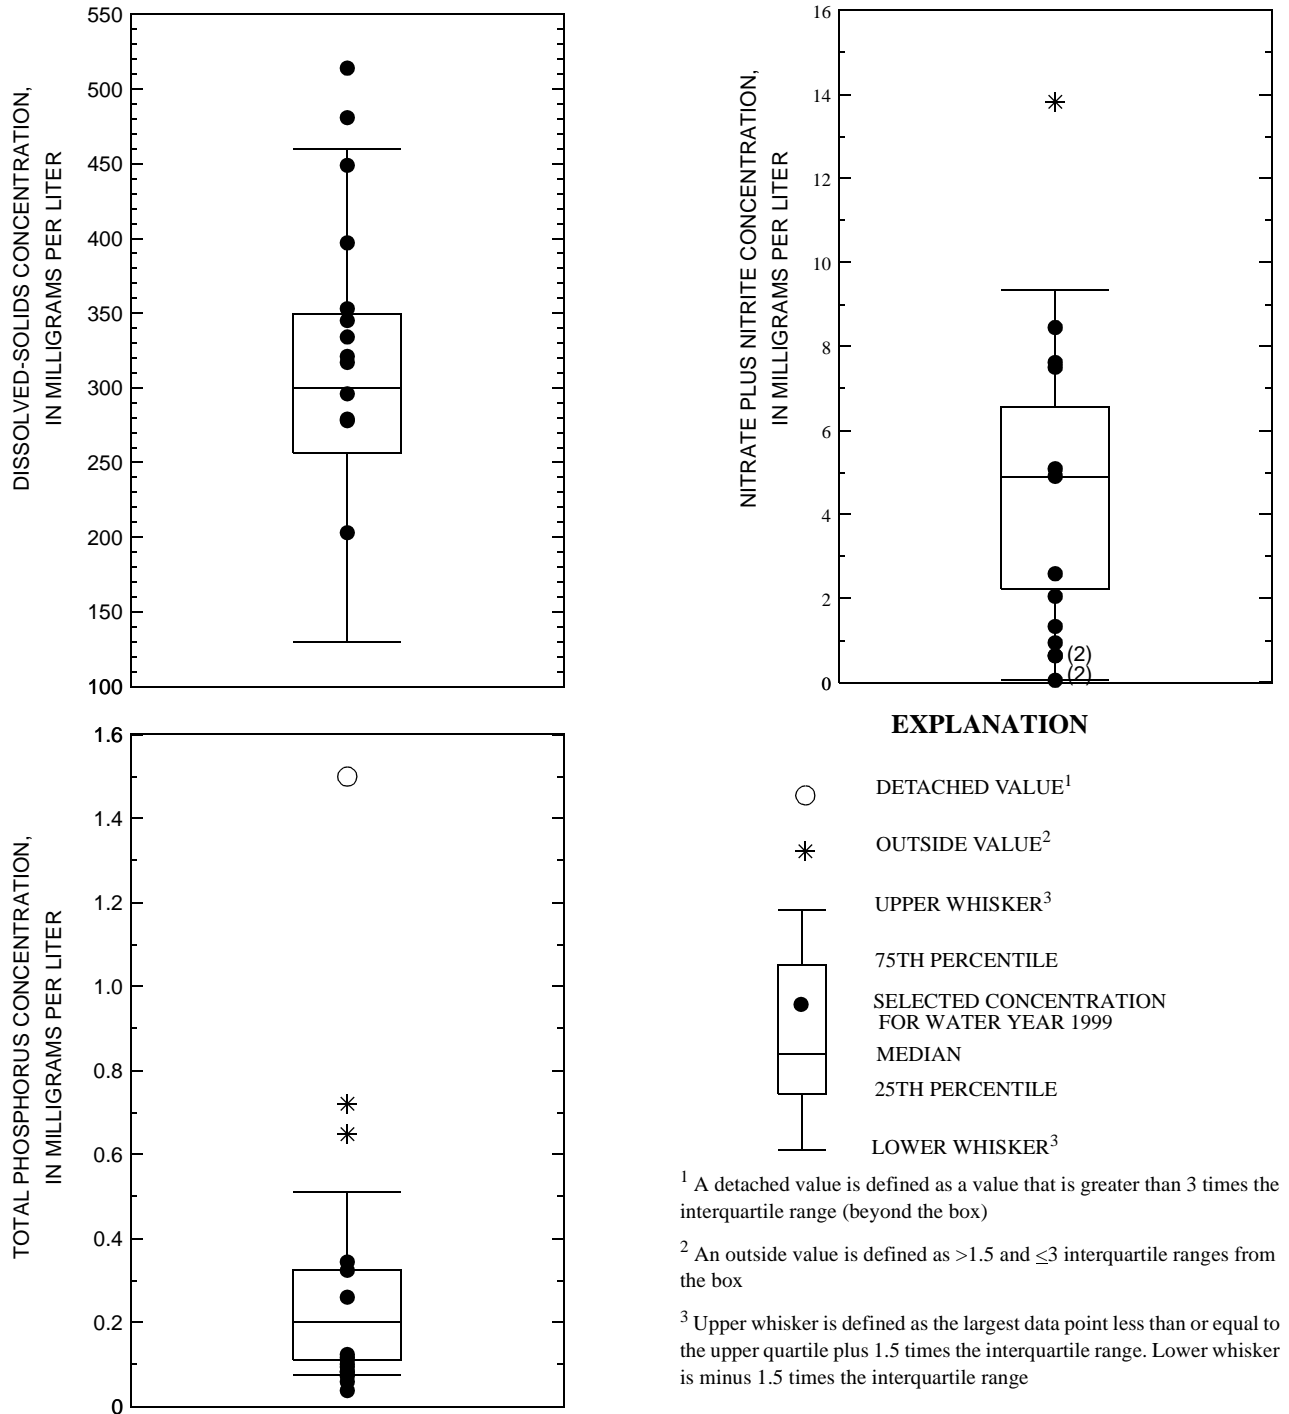 DISSOLVED-SOLIDS CONCENTRATION,
IN MILLIGRAMS PER LITER
550
500
450
400
350
300
250
200
150
100
NITRATE PLUS NITRITE CONCENTRATION,
IN MILLIGRAMS PER LITER
16
14
12
10
8
6
4
2
0
(2)
(2)
TOTAL PHOSPHORUS CONCENTRATION,
IN MILLIGRAMS PER LITER
1.6
1.4
1.2
1.0
0.8
0.6
0.4
0.2
0
EXPLANATION
DETACHED VALUE1
OUTSIDE VALUE2
UPPER WHISKER3
75TH PERCENTILE
SELECTED CONCENTRATION
FOR WATER YEAR 1999
MEDIAN
25TH PERCENTILE
LOWER WHISKER3
1 A detached value is defined as a value that is greater than 3 times the
interquartile range (beyond the box)
2 An outside value is defined as >1.5 and ≤3 interquartile ranges from
the box
3 Upper whisker is defined as the largest data point less than or equal to
the upper quartile plus 1.5 times the interquartile range. Lower whisker
is minus 1.5 times the interquartile range